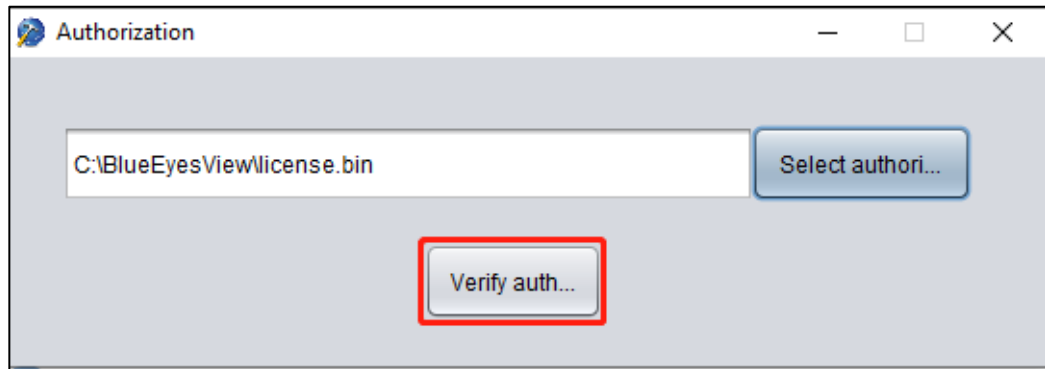 Authorization
C:\BlueEyesView\license.bin
Select authori...
Verify auth...